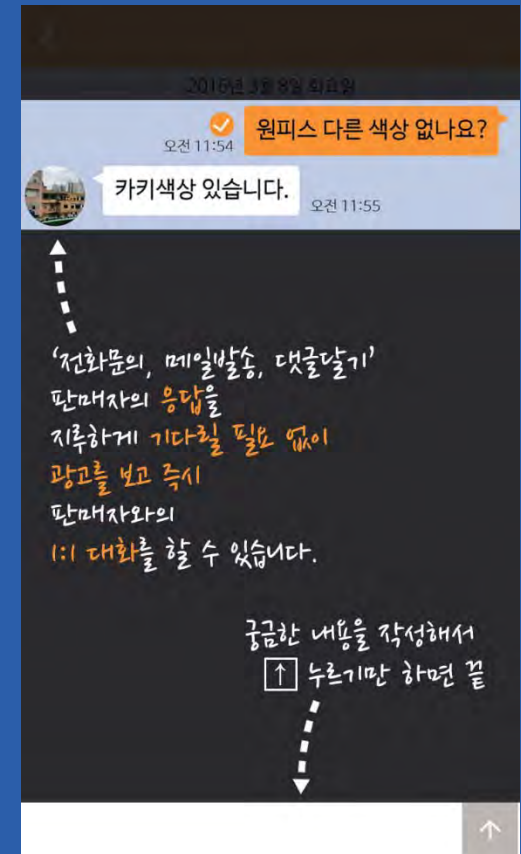 2016년 3월 8일 화요일
원피스 다른 색상 없나요?
오전 11:54
카키색상 있습니다.
오전 11:55
‘전화문의, 메일발송, 댓글달기’
판매자의 응답을
지루하게 기다릴 필요 없이
광고를 보고 즉시
판매자와의
1:1 대화를 할 수 있습니다.
궁금한 내용을 작성해서
↑ 누르기만 하면 끝